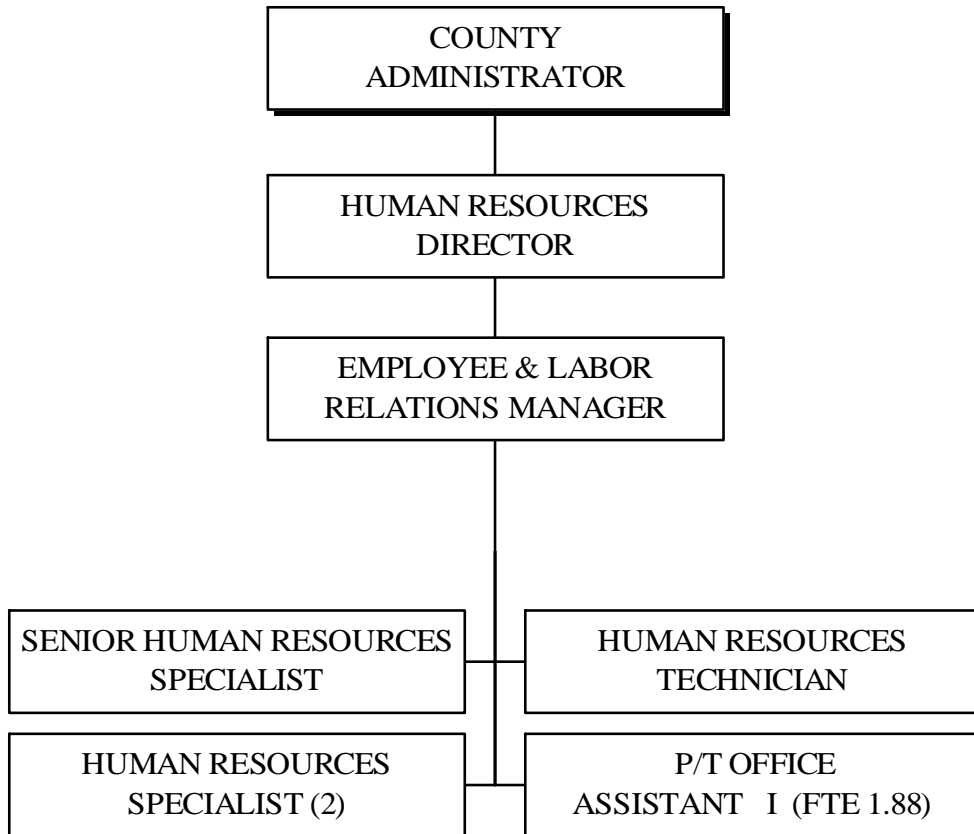 COUNTY
ADMINISTRATOR
HUMAN RESOURCES
DIRECTOR
EMPLOYEE & LABOR
RELATIONS MANAGER
SENIOR HUMAN RESOURCES
SPECIALIST
HUMAN RESOURCES
TECHNICIAN
HUMAN RESOURCES
SPECIALIST (2)
P/T OFFICE
ASSISTANT I (FTE 1.88)